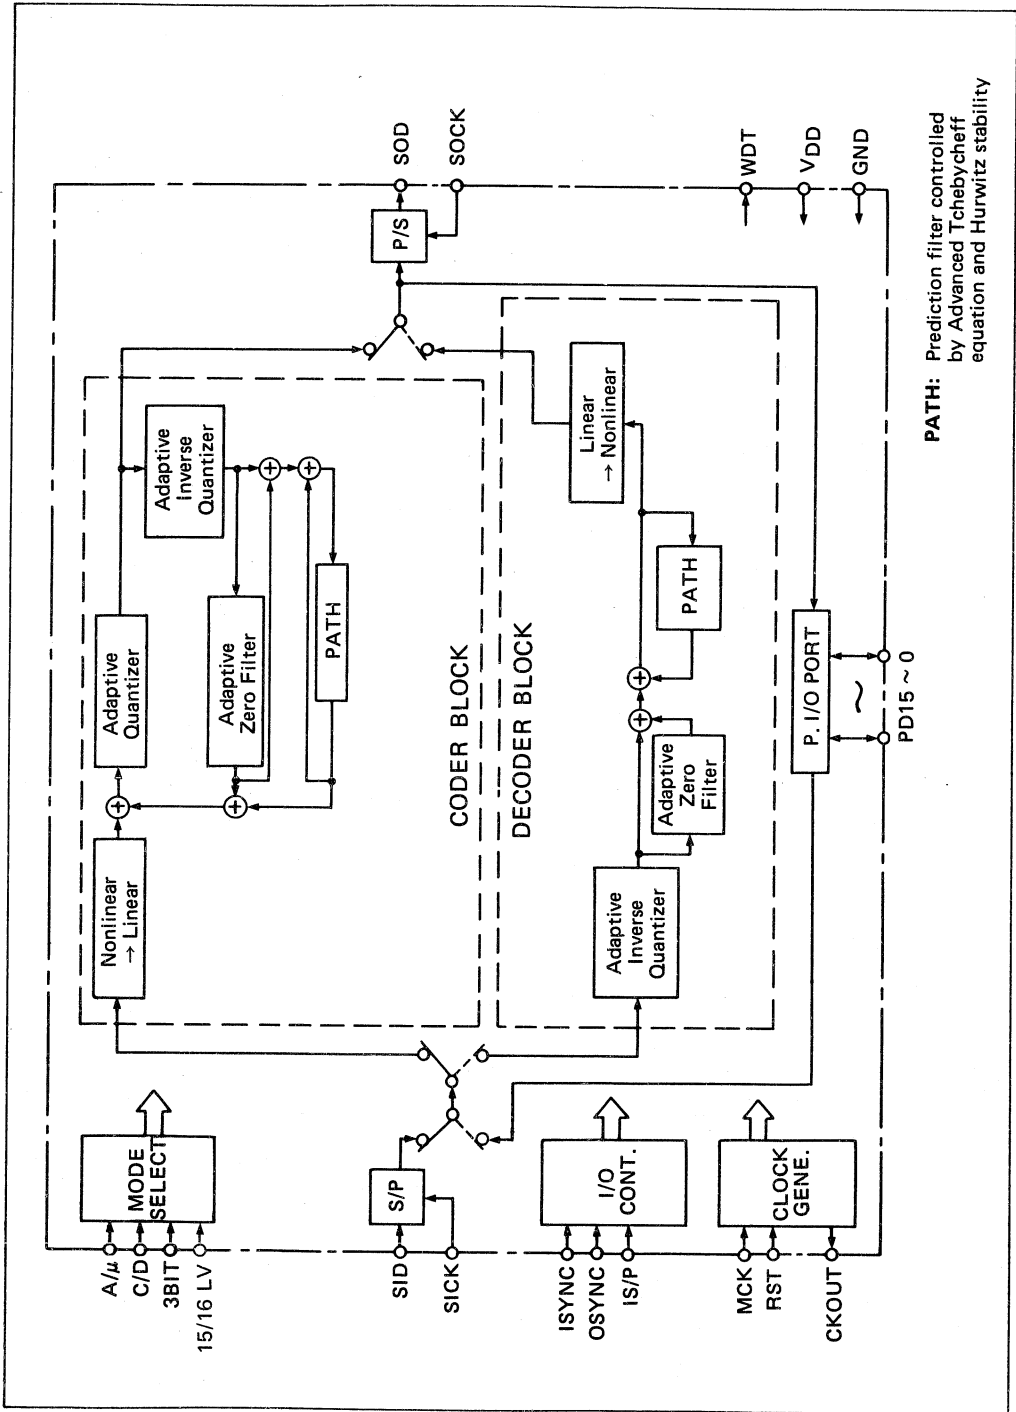 A/μ
C/D
3BIT
15/16 LV
MODE
SELECT
SID
SICK
S/P
ISYNC
OSYNC
IS/P
I/O
CONT.
MCK
RST
CKOUT
CLOCK
GENE.
Nonlinear
→ Linear
Adaptive
Quantizer
Adaptive
Inverse
Quantizer
Adaptive
Zero Filter
PATH
CODER BLOCK
DECODER BLOCK
Adaptive
Inverse
Quantizer
Adaptive
Zero
Filter
PATH
Linear
→ Nonlinear
P/S
SOD
SOCK
P. I/O PORT
PD15 ~ 0
WDT
VDD
GND
PATH: Prediction filter controlled
by Advanced Tchebycheff
equation and Hurwitz stability